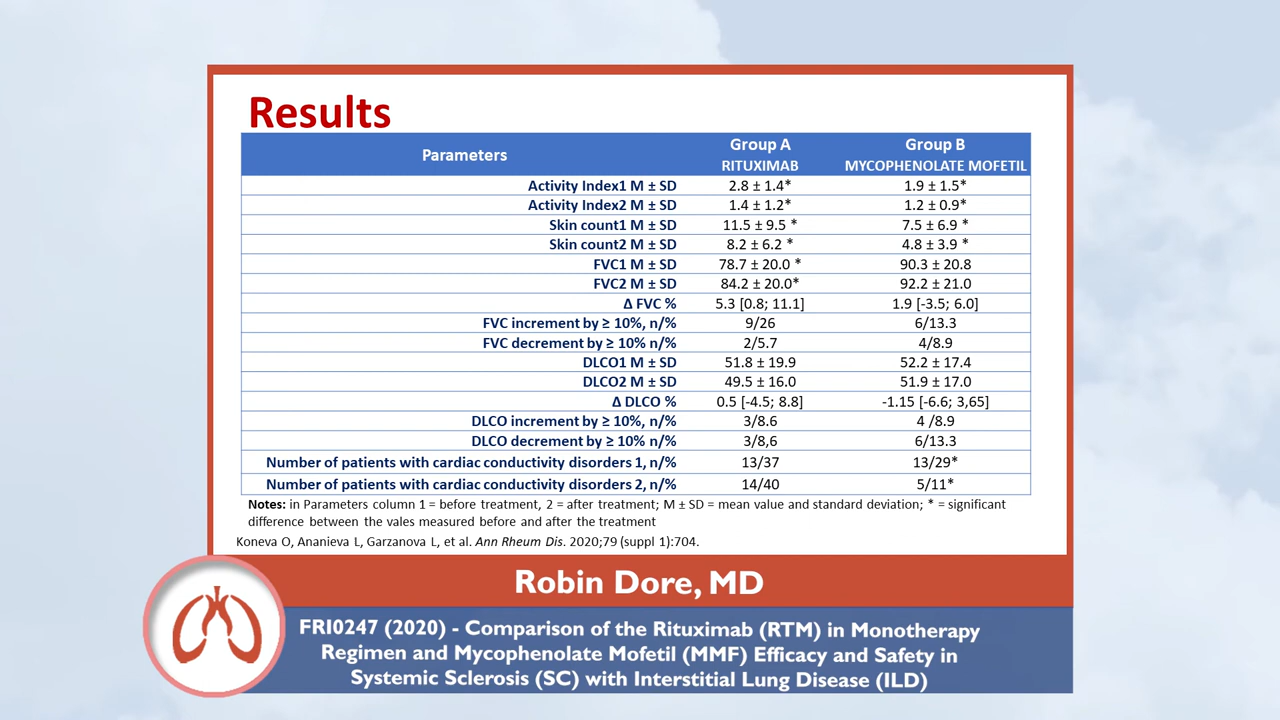 Results
Parameters Group A RITUXIMAB Group B MYCOPHENOLATE MOFETIL
Activity Index1 M ± SD 2.8 ± 1.4* 1.9 ± 1.5*
Activity Index2 M ± SD 1.4 ± 1.2* 1.2 ± 0.9*
Skin count1 M ± SD 11.5 ± 9.5 * 7.5 ± 6.9 *
Skin count2 M ± SD 8.2 ± 6.2 * 4.8 ± 3.9 *
FVC1 M ± SD 78.7 ± 20.0 * 90.3 ± 20.8
FVC2 M ± SD 84.2 ± 20.0* 92.2 ± 21.0
Δ FVC % 5.3 [0.8; 11.1] 1.9 [-3.5; 6.0]
FVC increment by ≥ 10%, n/% 9/26 6/13.3
FVC decrement by ≥ 10% n/% 2/5.7 4/8.9
DLCO1 M ± SD 51.8 ± 19.9 52.2 ± 17.4
DLCO2 M ± SD 49.5 ± 16.0 51.9 ± 17.0
Δ DLCO % 0.5 [-4.5; 8.8] -1.15 [-6.6; 3,65]
DLCO increment by ≥ 10%, n/% 3/8.6 4 /8.9
DLCO decrement by ≥ 10% n/% 3/8,6 6/13.3
Number of patients with cardiac conductivity disorders 1, n/% 13/37 13/29*
Number of patients with cardiac conductivity disorders 2, n/% 14/40 5/11*
Notes: in Parameters column 1 = before treatment, 2 = after treatment; M ± SD = mean value and standard deviation; * = significant
difference between the vales measured before and after the treatment
Koneva O, Ananieva L, Garzanova L, et al. Ann Rheum Dis. 2020;79 (suppl 1):704.
Robin Dore, MD
FRI0247 (2020) - Comparison of the Rituximab (RTM) in Monotherapy
Regimen and Mycophenolate Mofetil (MMF) Efficacy and Safety in
Systemic Sclerosis (SC) with Interstitial Lung Disease (ILD)